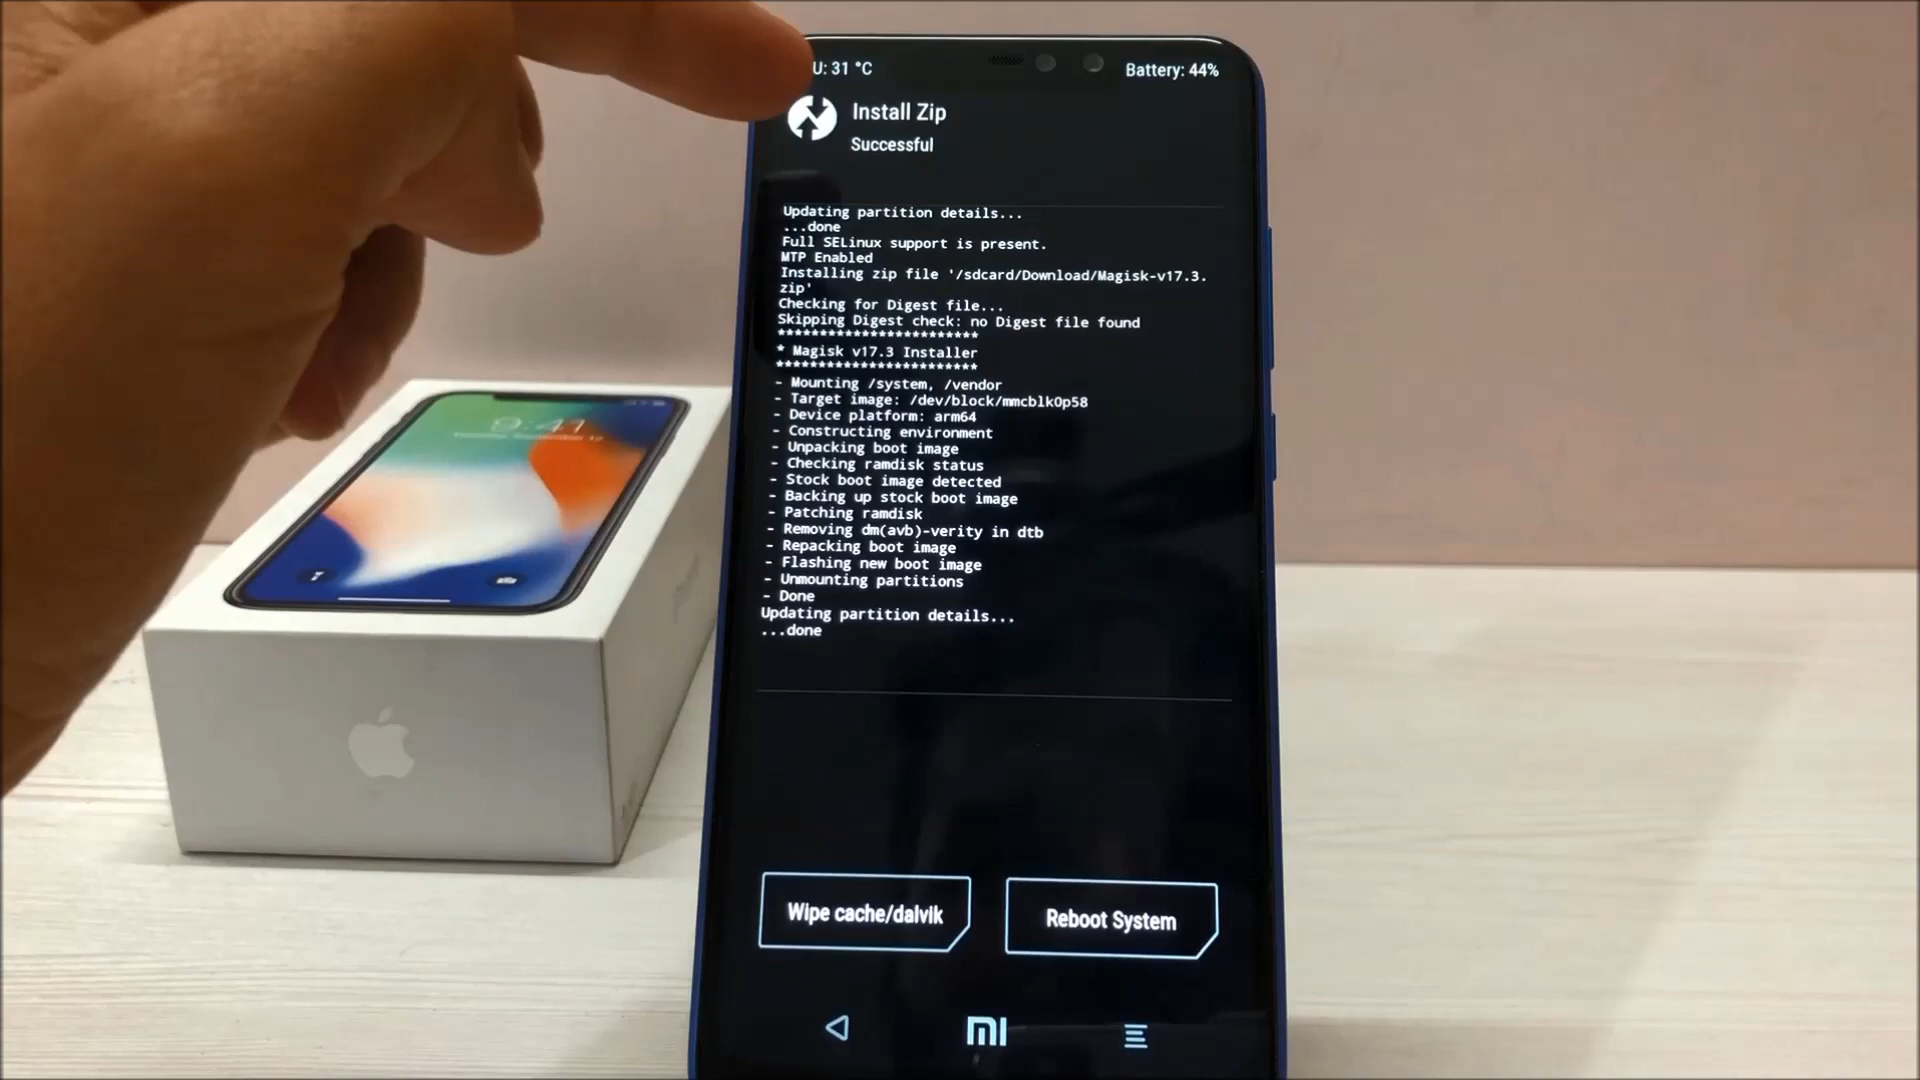 U: 31 °C
Battery: 44%
Install Zip
Successful
Updating partition details...
...done
Full SELinux support is present.
MTP Enabled
Installing zip file '/sdcard/Download/Magisk-v17.3.
zip'
Checking for Digest file...
Skipping Digest check: no Digest file found
************************
* Magisk v17.3 Installer
************************
- Mounting /system, /vendor
- Target image: /dev/block/mmcblk0p58
- Device platform: arm64
- Constructing environment
- Unpacking boot image
- Checking ramdisk status
- Stock boot image detected
- Backing up stock boot image
- Patching ramdisk
- Removing dm(avb)-verity in dtb
- Repacking boot image
- Flashing new boot image
- Unmounting partitions
- Done
Updating partition details...
...done
Wipe cache/dalvik
Reboot System
MI
9:41